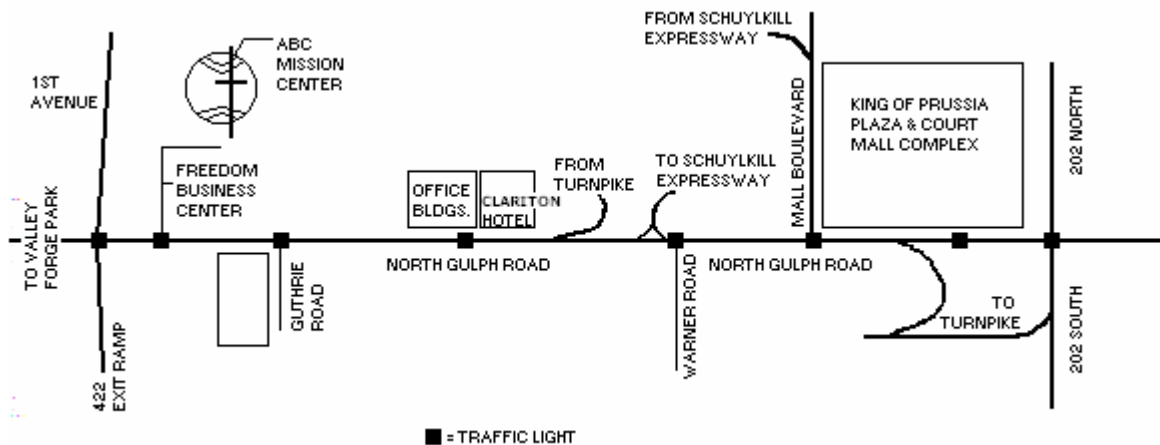 FROM SCHUYLKILL
EXPRESSWAY
ABC
MISSION
CENTER
1ST
AVENUE
MALL BOULEVARD
KING OF PRUSSIA
PLAZA & COURT
MALL COMPLEX
202 NORTH
FREEDOM
BUSINESS
CENTER
FROM
TURNPIKE
TO SCHUYLKILL
EXPRESSWAY
OFFICE
BLDGS.
CLARITON
HOTEL
TO VALLEY
FORGE PARK
NORTH GULPH ROAD
NORTH GULPH ROAD
GUTHRIE
ROAD
WARNER ROAD
TO
TURNPIKE
202 SOUTH
422
EXIT RAMP
= TRAFFIC LIGHT